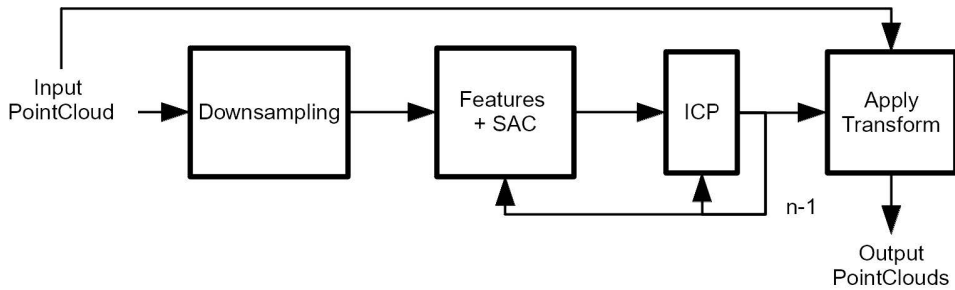 Input
PointCloud
Downsampling
Features
+ SAC
ICP
Apply
Transform
n-1
Output
PointClouds